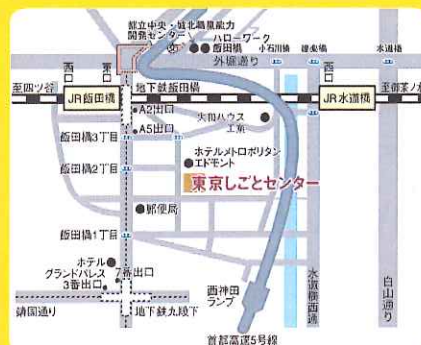 都立中央・城北職業能力
開発センター
ハローワーク
飯田橋
小石川橋
後楽橋
水道橋
外堀通り
西口
東口
西口
至四ツ谷
JR飯田橋
地下鉄飯田橋
JR水道橋
至御茶ノ水
A2出口
大和ハウス
工業
A5出口
飯田橋3丁目
ホテルメトロポリタン
エドモント
飯田橋2丁目
東京しごとセンター
郵便局
飯田橋1丁目
ホテル
グランドパレス
7番出口
3番出口
西神田
ランプ
水道橋西通り
白山通り
靖国通り
地下鉄九段下
首都高速5号線